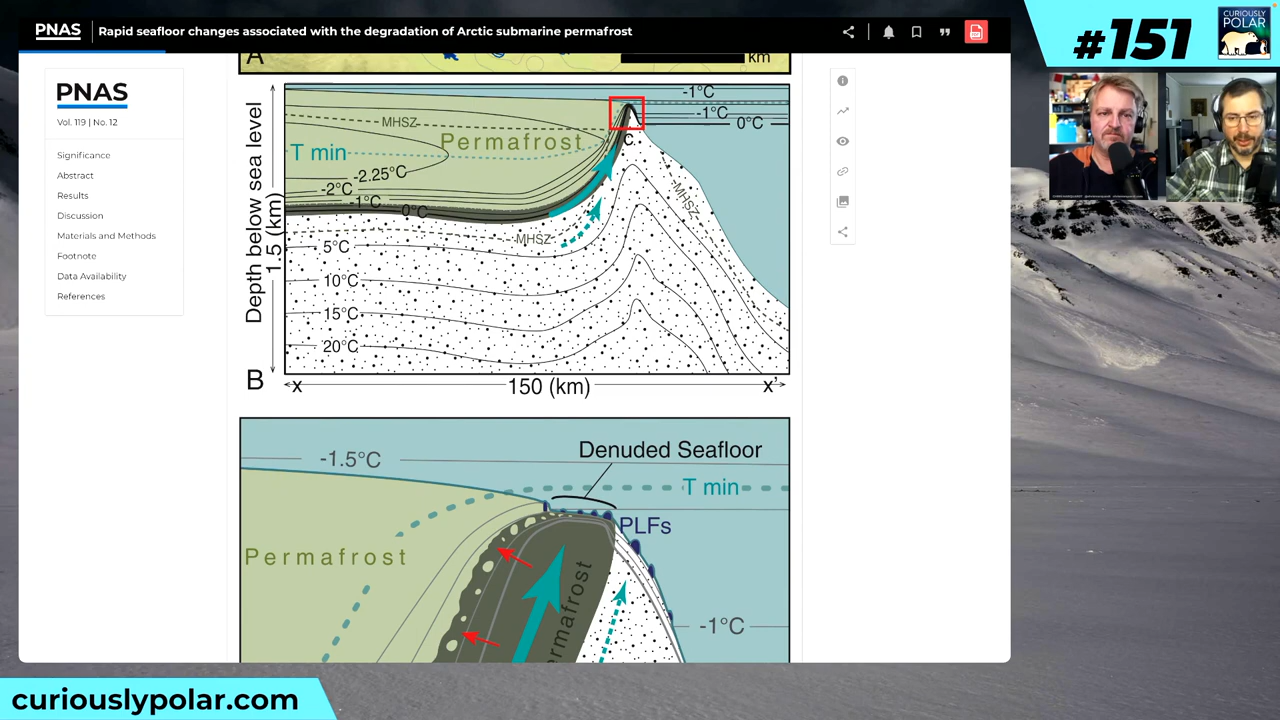 PNAS
Rapid seafloor changes associated with the degradation of Arctic submarine permafrost
#151
CURIOUSLY
POLAR
A
km
PNAS
Vol. 119 | No. 12
Significance
Abstract
Results
Discussion
Materials and Methods
Footnote
Data Availability
References
Depth below sea level
1.5 (km)
-1°C
-1°C
0°C
MHSZ
Permafrost
C
T min
-2.25°C
-2°C
-1°C
0°C
MHSZ
MHSZ
5°C
10°C
15°C
20°C
B
x
150 (km)
x'
Denuded Seafloor
-1.5°C
T min
PLFs
Permafrost
ermafrost
-1°C
curiouslypolar.com